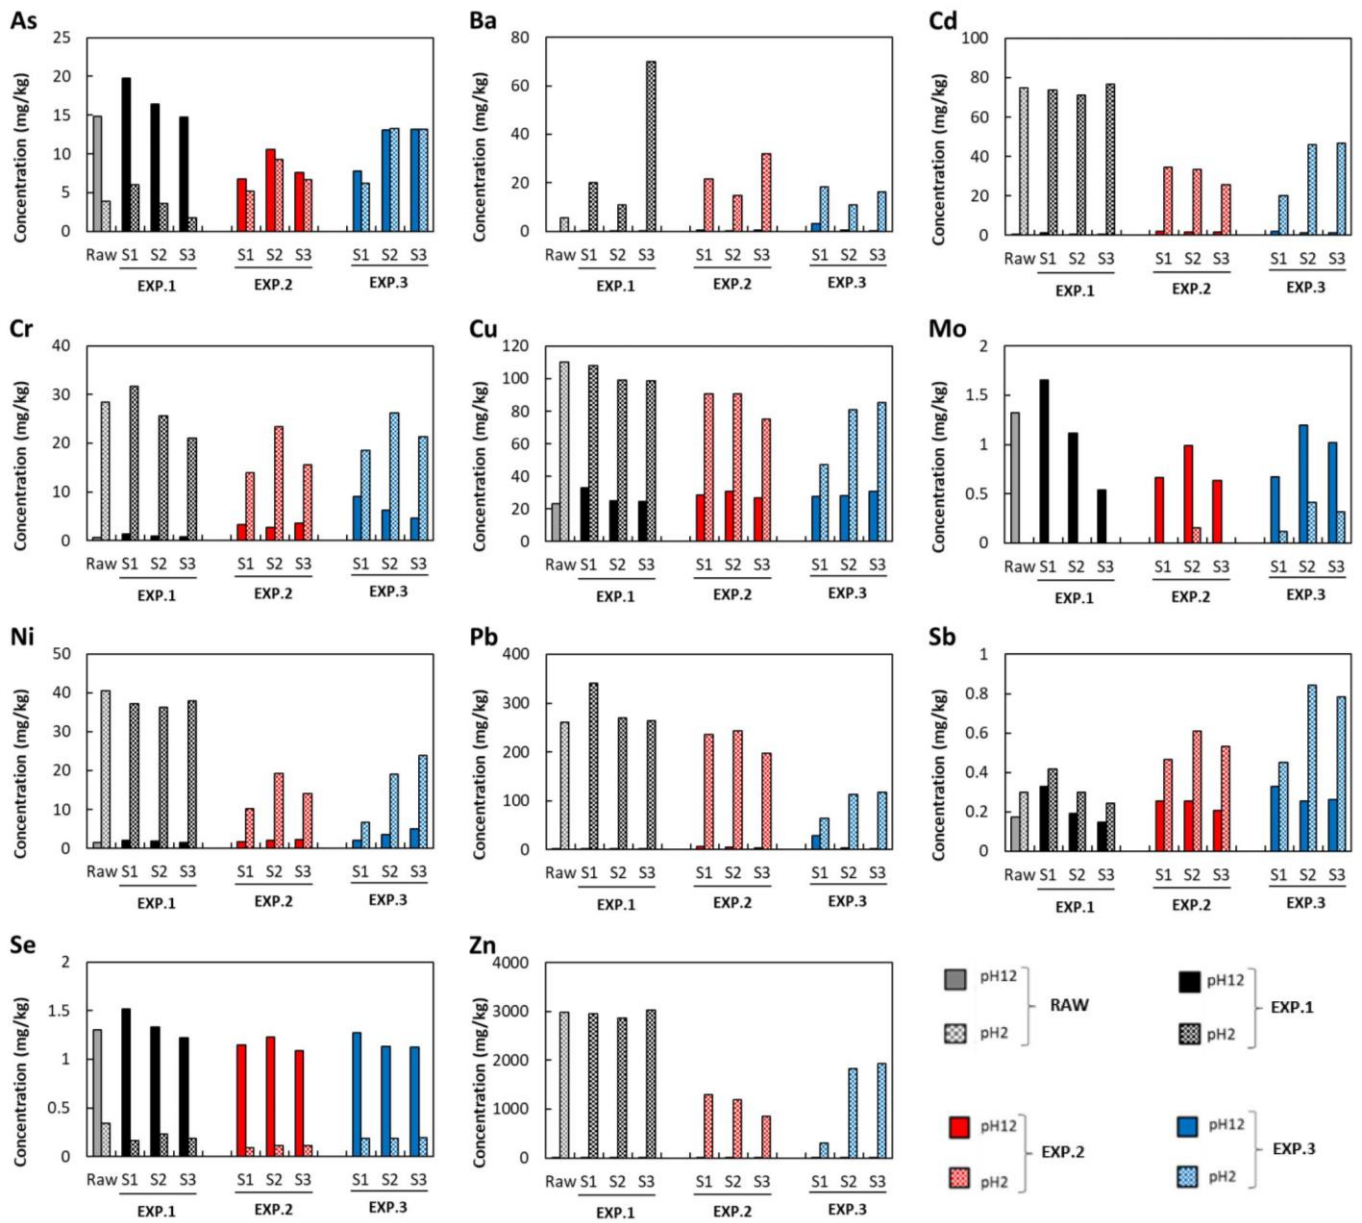 As
Concentration (mg/kg)
25
20
15
10
5
0
Raw S1 S2 S3 S1 S2 S3 S1 S2 S3
EXP.1 EXP.2 EXP.3
Ba
Concentration (mg/kg)
80
60
40
20
0
Raw S1 S2 S3 S1 S2 S3 S1 S2 S3
EXP.1 EXP.2 EXP.3
Cd
Concentration (mg/kg)
100
80
60
40
20
0
Raw S1 S2 S3 S1 S2 S3 S1 S2 S3
EXP.1 EXP.2 EXP.3
Cr
Concentration (mg/kg)
40
30
20
10
0
Raw S1 S2 S3 S1 S2 S3 S1 S2 S3
EXP.1 EXP.2 EXP.3
Cu
Concentration (mg/kg)
120
100
80
60
40
20
0
Raw S1 S2 S3 S1 S2 S3 S1 S2 S3
EXP.1 EXP.2 EXP.3
Mo
Concentration (mg/kg)
2
1.5
1
0.5
0
Raw S1 S2 S3 S1 S2 S3 S1 S2 S3
EXP.1 EXP.2 EXP.3
Ni
Concentration (mg/kg)
50
40
30
20
10
0
Raw S1 S2 S3 S1 S2 S3 S1 S2 S3
EXP.1 EXP.2 EXP.3
Pb
Concentration (mg/kg)
400
300
200
100
0
Raw S1 S2 S3 S1 S2 S3 S1 S2 S3
EXP.1 EXP.2 EXP.3
Sb
Concentration (mg/kg)
1
0.8
0.6
0.4
0.2
0
Raw S1 S2 S3 S1 S2 S3 S1 S2 S3
EXP.1 EXP.2 EXP.3
Se
Concentration (mg/kg)
2
1.5
1
0.5
0
Raw S1 S2 S3 S1 S2 S3 S1 S2 S3
EXP.1 EXP.2 EXP.3
Zn
Concentration (mg/kg)
4000
3000
2000
1000
0
Raw S1 S2 S3 S1 S2 S3 S1 S2 S3
EXP.1 EXP.2 EXP.3
pH12
RAW
pH2
pH12
EXP.1
pH2
pH12
EXP.2
pH2
pH12
EXP.3
pH2